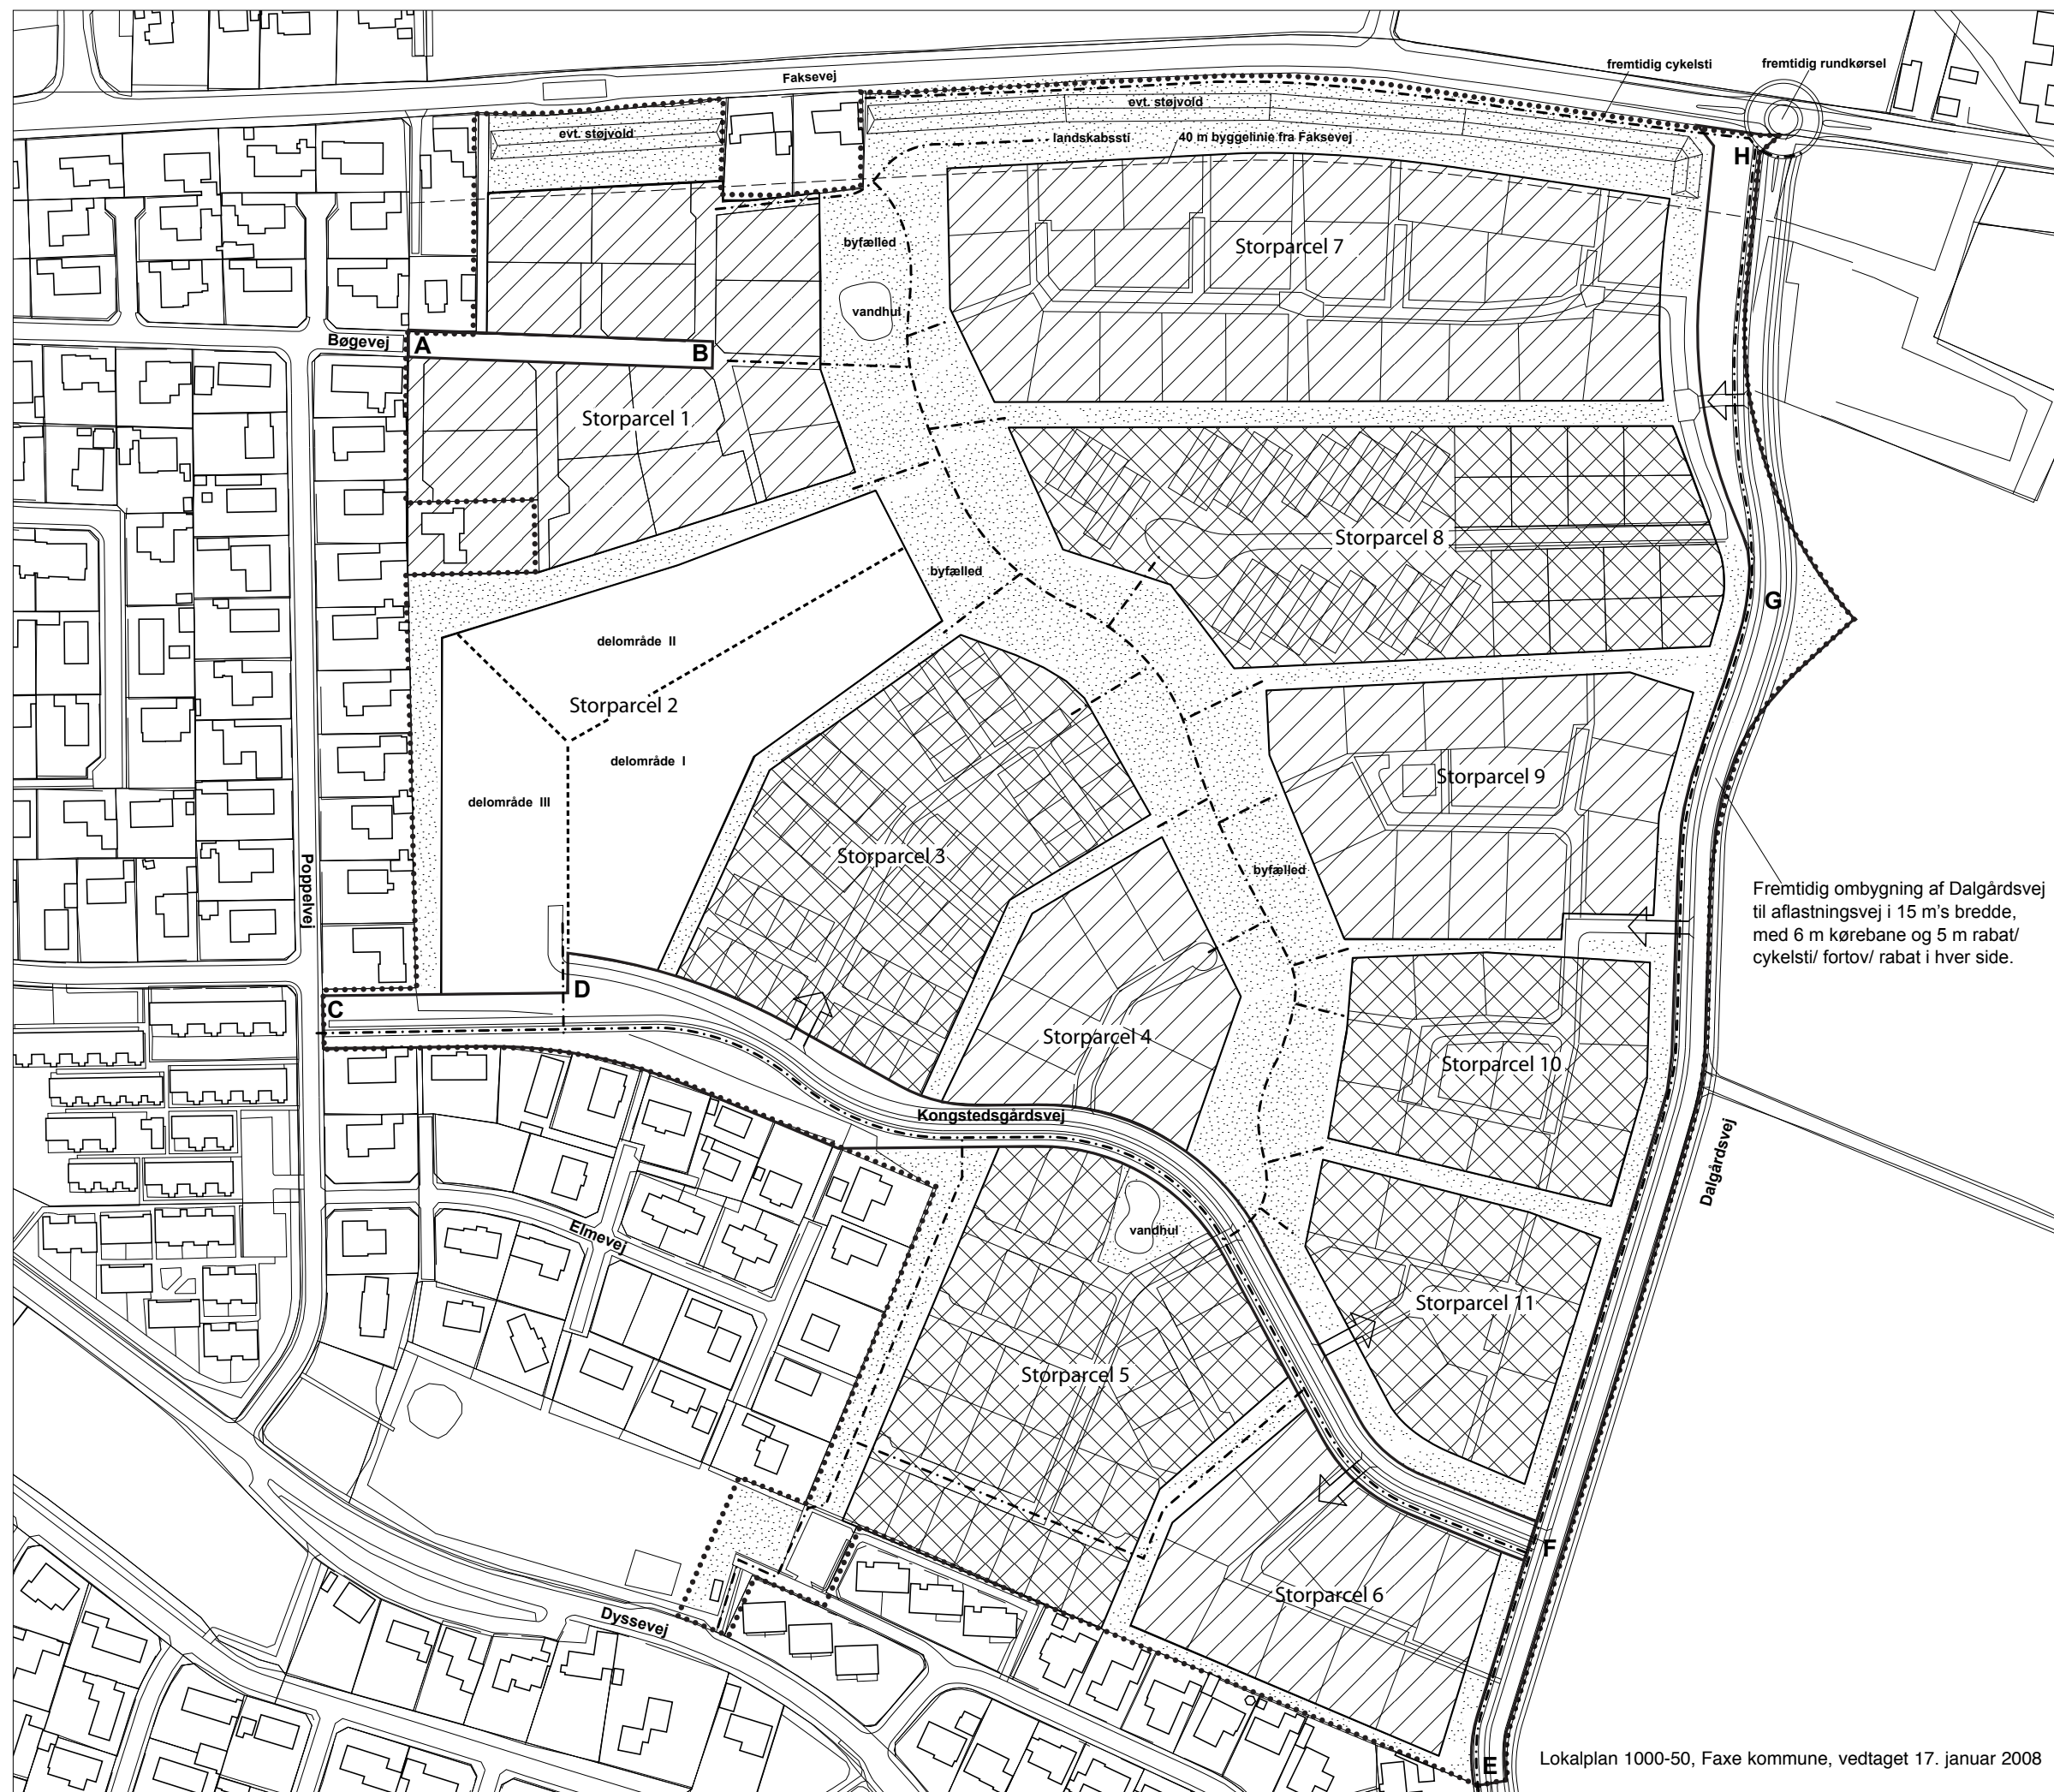 Faksevej
fremtidig cykelsti
fremtidig rundkørsel
evt. støjvold
evt. støjvold
landskabssti
40 m byggelinie fra Faksevej
H
byfælled
Storparcel 7
vandhul
Bøgevej
A
B
Storparcel 1
Storparcel 8
byfælled
G
delområde II
Storparcel 2
delområde I
delområde III
Storparcel 9
Storparcel 3
byfælled
Poppelvej
Fremtidig ombygning af Dalgårdsvej
til aflastningsvej i 15 m's bredde,
med 6 m kørebane og 5 m rabat/
cykelsti/ fortov/ rabat i hver side.
D
C
Storparcel 4
Storparcel 10
Kongstedsgårdsvej
Dalgårdsvej
Elmevej
vandhul
Storparcel 11
Storparcel 5
F
Storparcel 6
Dyssevej
E
Lokalplan 1000-50, Faxe kommune, vedtaget 17. januar 2008